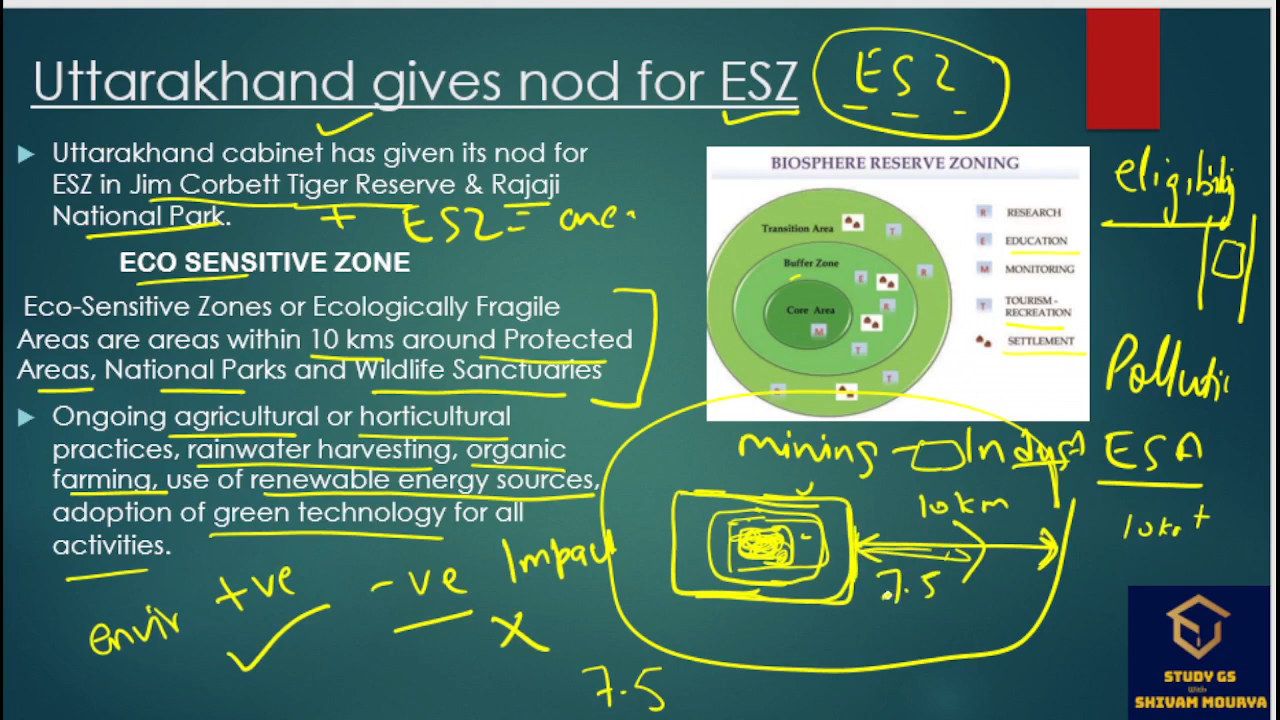 Uttarakhand gives nod for ESZ
ESZ
Uttarakhand cabinet has given its nod for
ESZ in Jim Corbett Tiger Reserve & Rajaji
National Park.
+ ESZ =
ECO SENSITIVE ZONE
Eco-Sensitive Zones or Ecologically Fragile
Areas are areas within 10 kms around Protected
Areas, National Parks and Wildlife Sanctuaries
Ongoing agricultural or horticultural
practices, rainwater harvesting, organic
farming, use of renewable energy sources,
adoption of green technology for all
activities.
envir +ve -ve Impact
7.5
BIOSPHERE RESERVE ZONING
Transition Area
T
Buffer Zone
E
R
R
Core Area
M
T
T
R RESEARCH
E EDUCATION
M MONITORING
T TOURISM -
RECREATION
SETTLEMENT
Pollutio
mining
ESA
10 km
7.5
STUDY GS
With
SHIVAM MOURYA